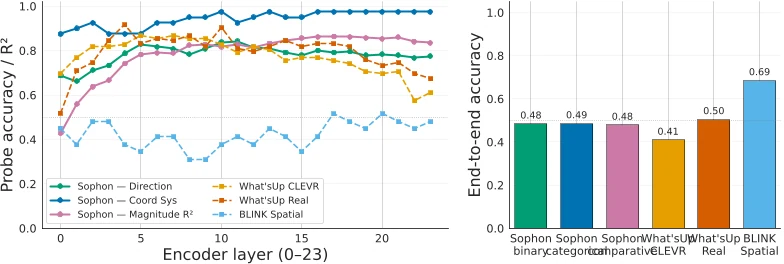 Probe accuracy / R²
1.0
0.8
0.6
0.4
0.2
0.0
Sophon — Direction
Sophon — Coord Sys
Sophon — Magnitude R²
What'sUp CLEVR
What'sUp Real
BLINK Spatial
0 5 10 15 20
Encoder layer (0–23)
End-to-end accuracy
1.0
0.8
0.6
0.4
0.2
0.0
0.48 0.49 0.48 0.41 0.50 0.69
Sophon binary
Sophon categorical
Sophon comparative
What'sUp CLEVR
What'sUp Real
BLINK Spatial